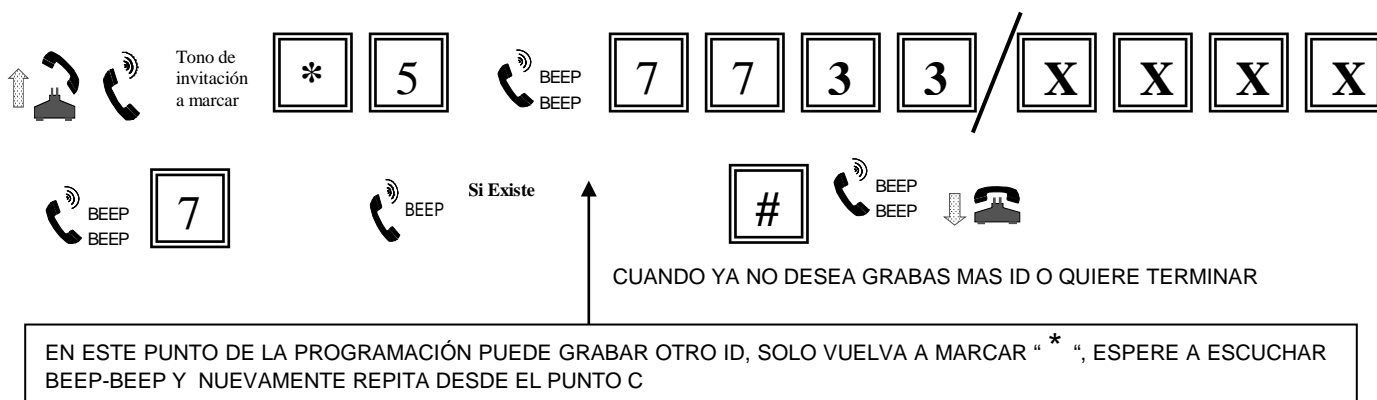 Tono de
invitación
a marcar
* 5
BEEP
BEEP
7 7 3 3 / X X X X
BEEP
BEEP
7
BEEP
Si Existe
#
BEEP
BEEP
CUANDO YA NO DESEA GRABAS MAS ID O QUIERE TERMINAR
EN ESTE PUNTO DE LA PROGRAMACIÓN PUEDE GRABAR OTRO ID, SOLO VUELVA A MARCAR “ * “, ESPERE A ESCUCHAR
BEEP-BEEP Y NUEVAMENTE REPITA DESDE EL PUNTO C